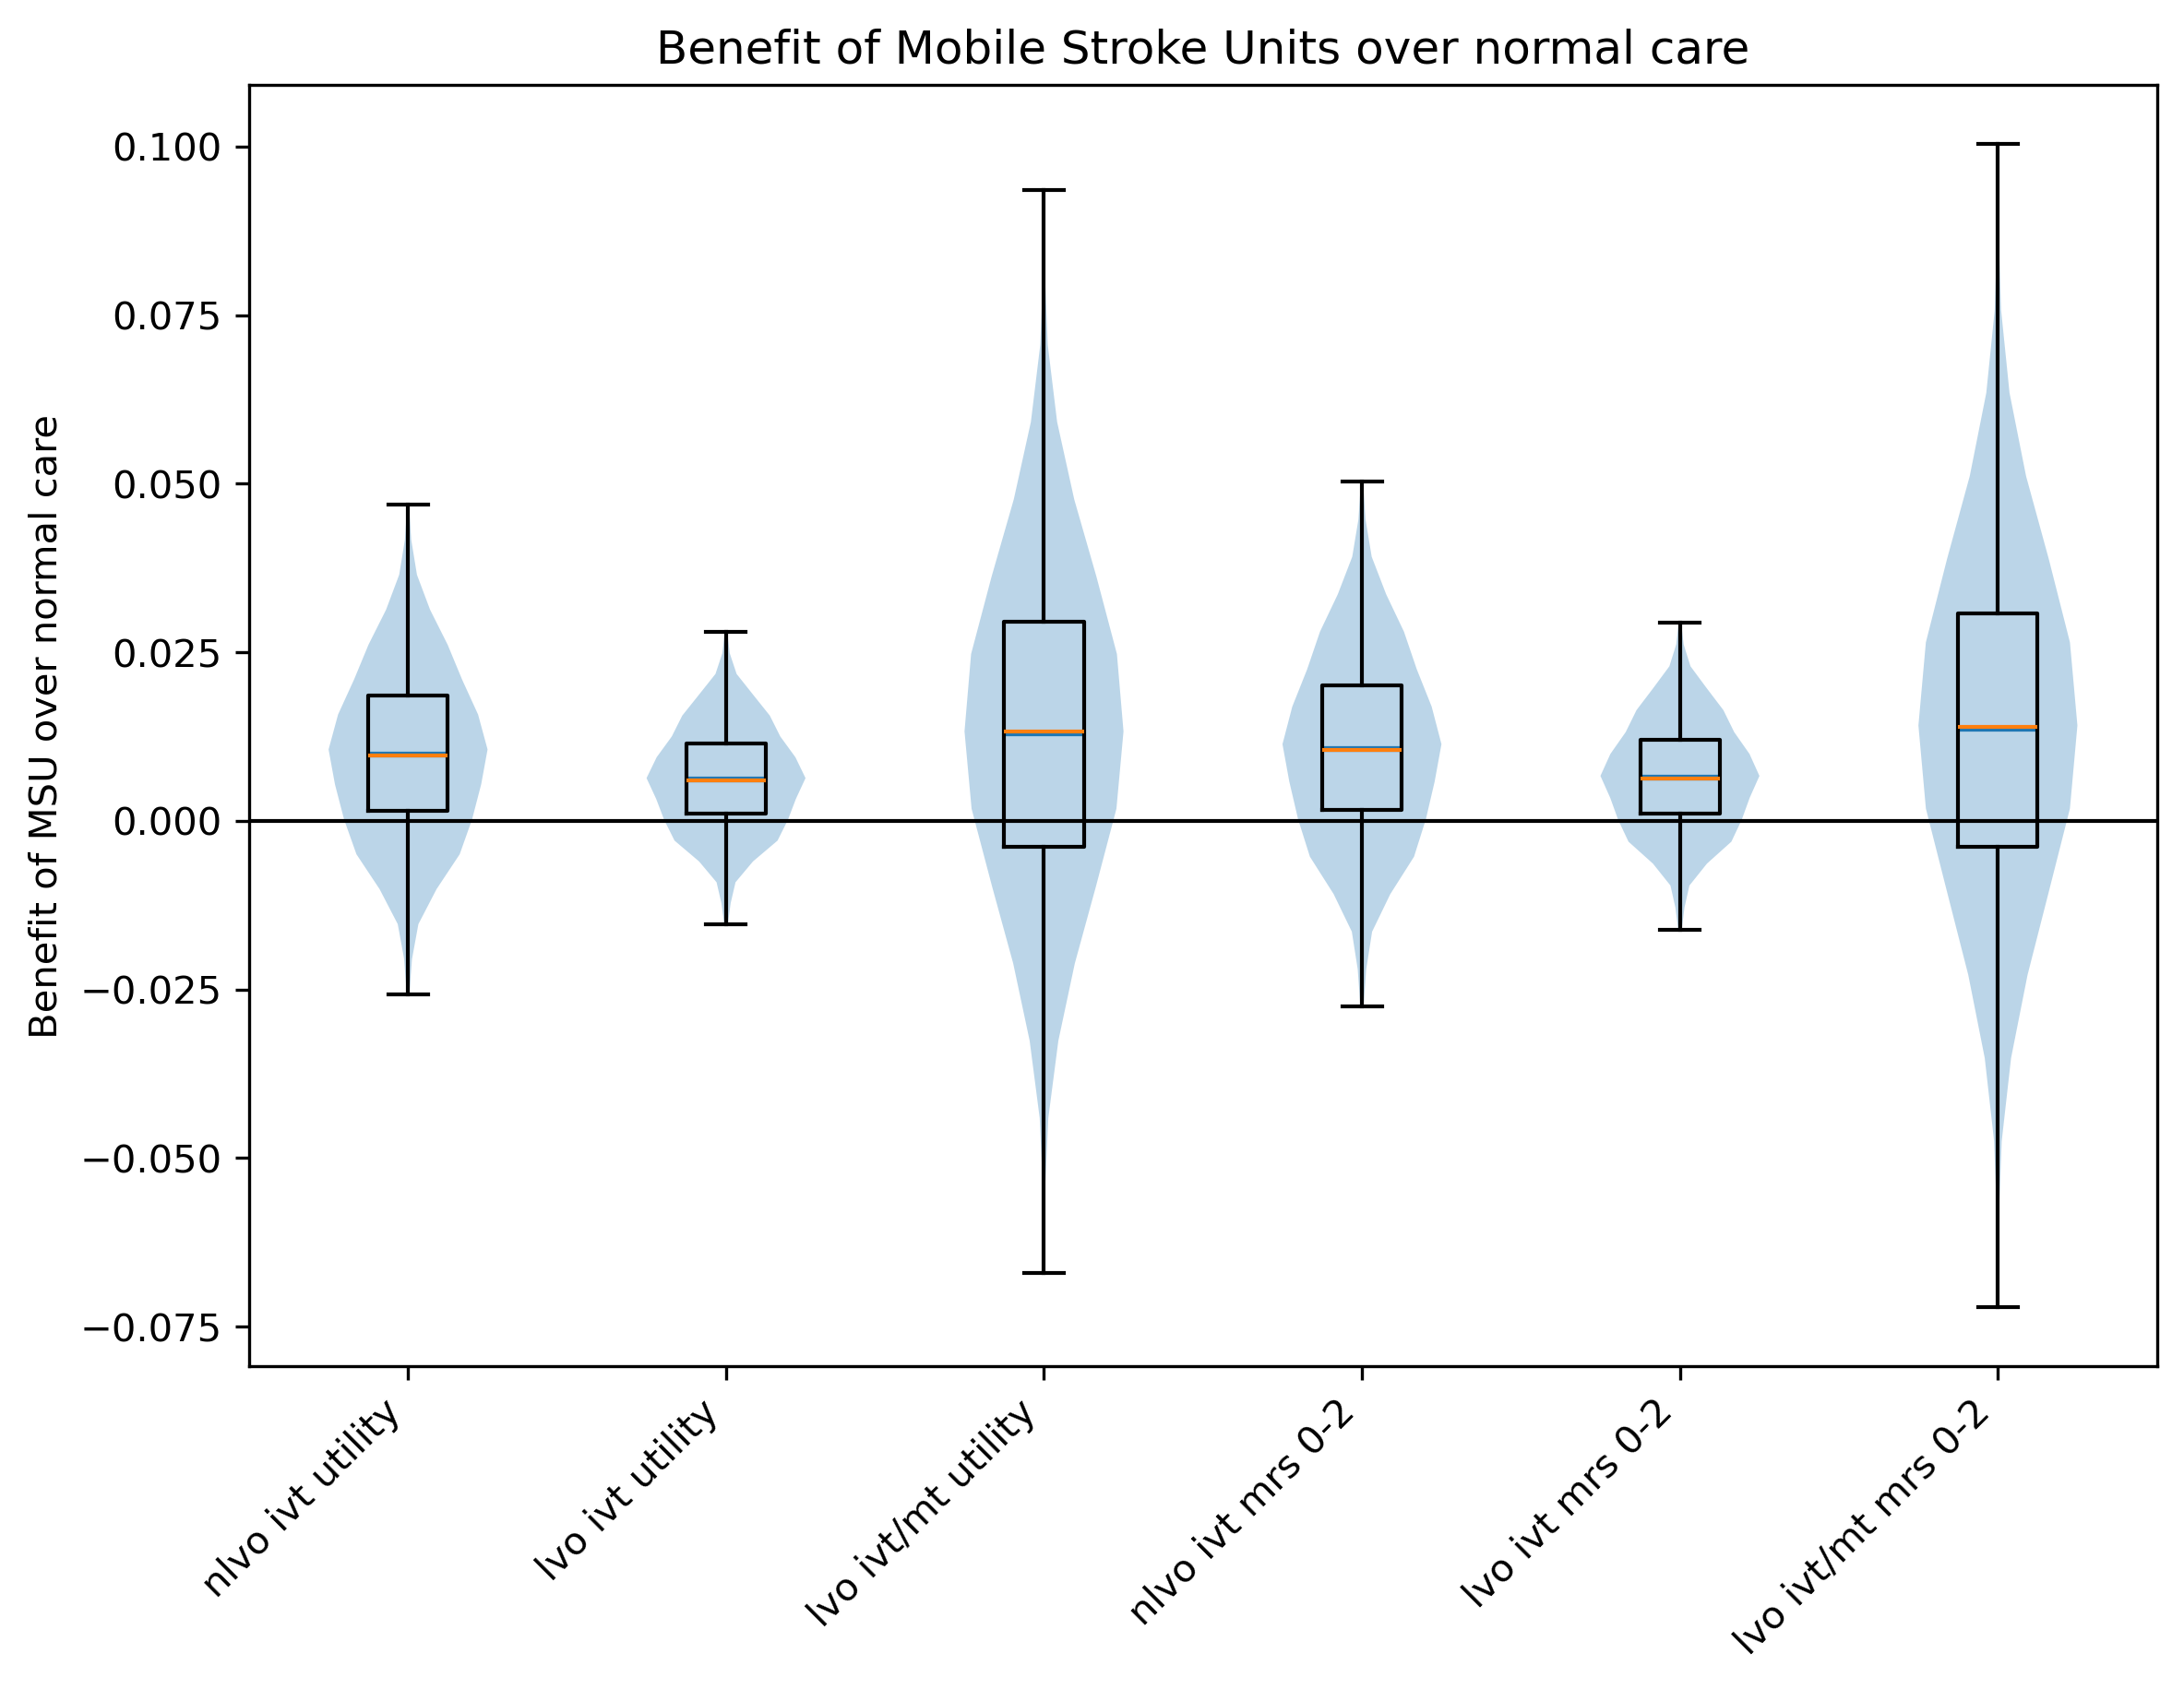 Benefit of Mobile Stroke Units over normal care
Benefit of MSU over normal care
0.100
0.075
0.050
0.025
0.000
−0.025
−0.050
−0.075
nlvo ivt utility
lvo ivt utility
lvo ivt/mt utility
nlvo ivt mrs 0-2
lvo ivt mrs 0-2
lvo ivt/mt mrs 0-2